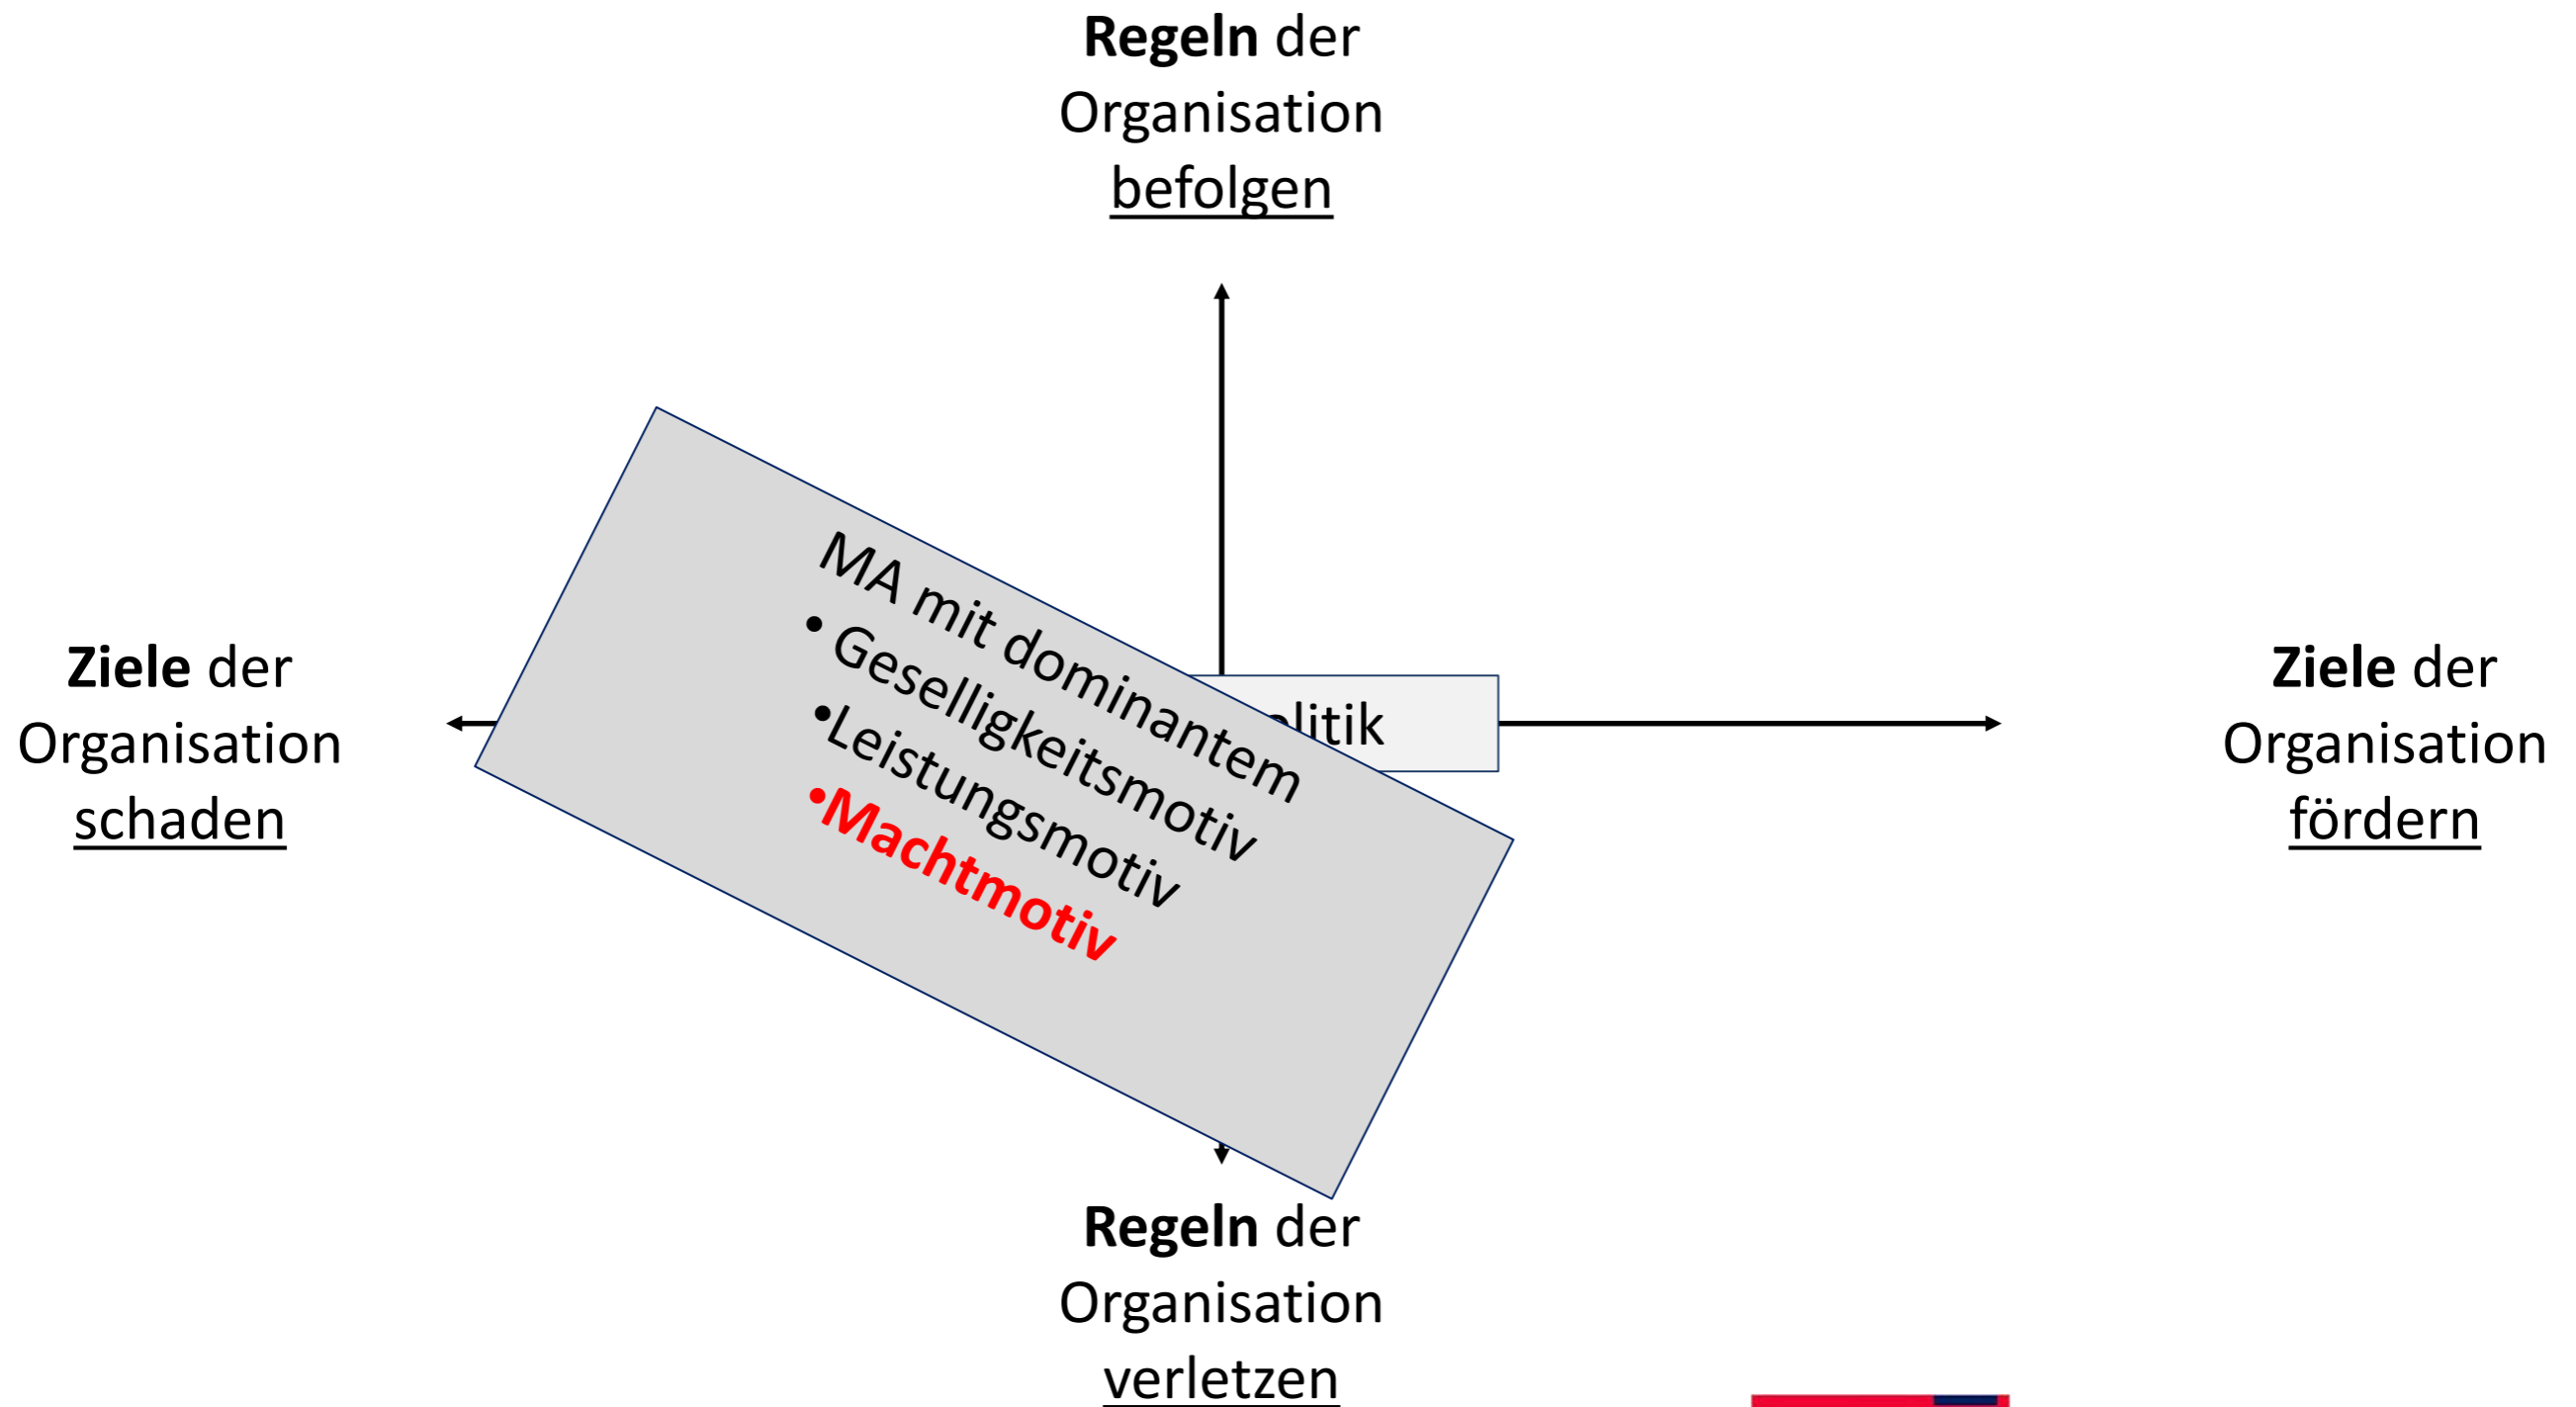 Regeln der
Organisation
befolgen
MA mit dominantem
• Geselligkeitsmotiv
•Leistungsmotiv
•Machtmotiv
litik
Ziele der
Organisation
schaden
Ziele der
Organisation
fördern
Regeln der
Organisation
verletzen